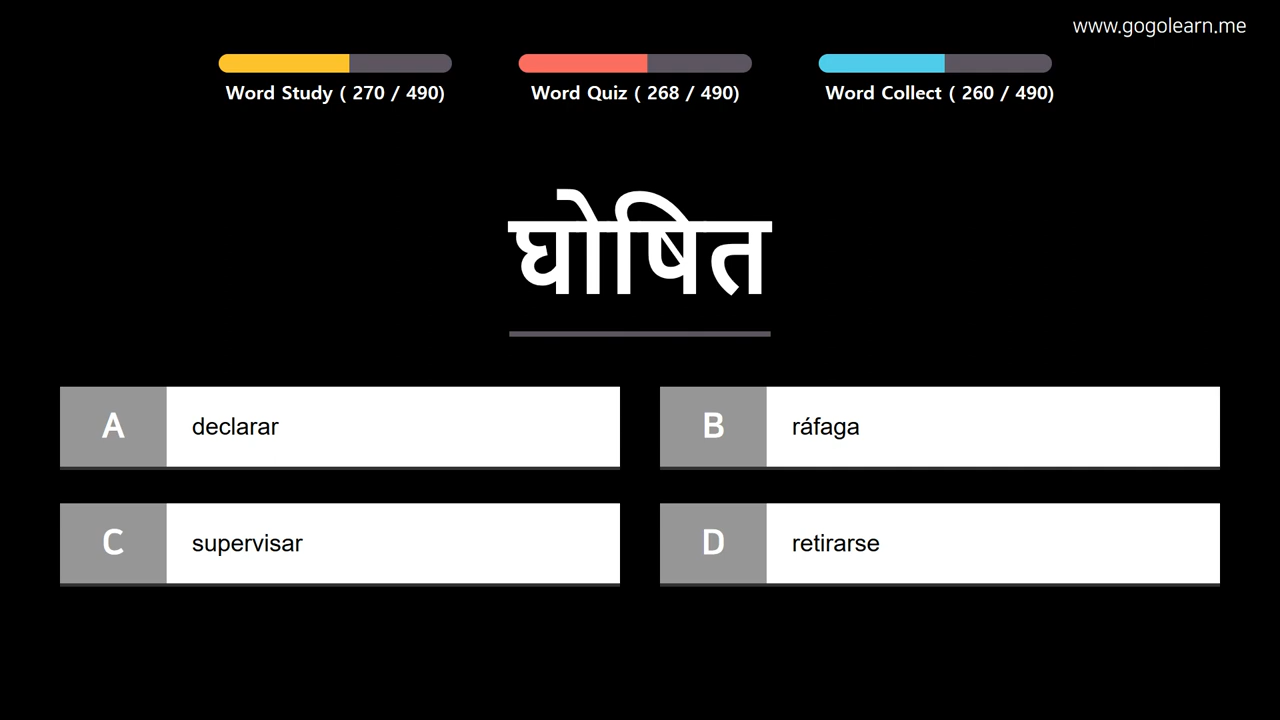 www.gogolearn.me
Word Study ( 270 / 490)
Word Quiz ( 268 / 490)
Word Collect ( 260 / 490)
घोषित
A declarar
B ráfaga
C supervisar
D retirarse